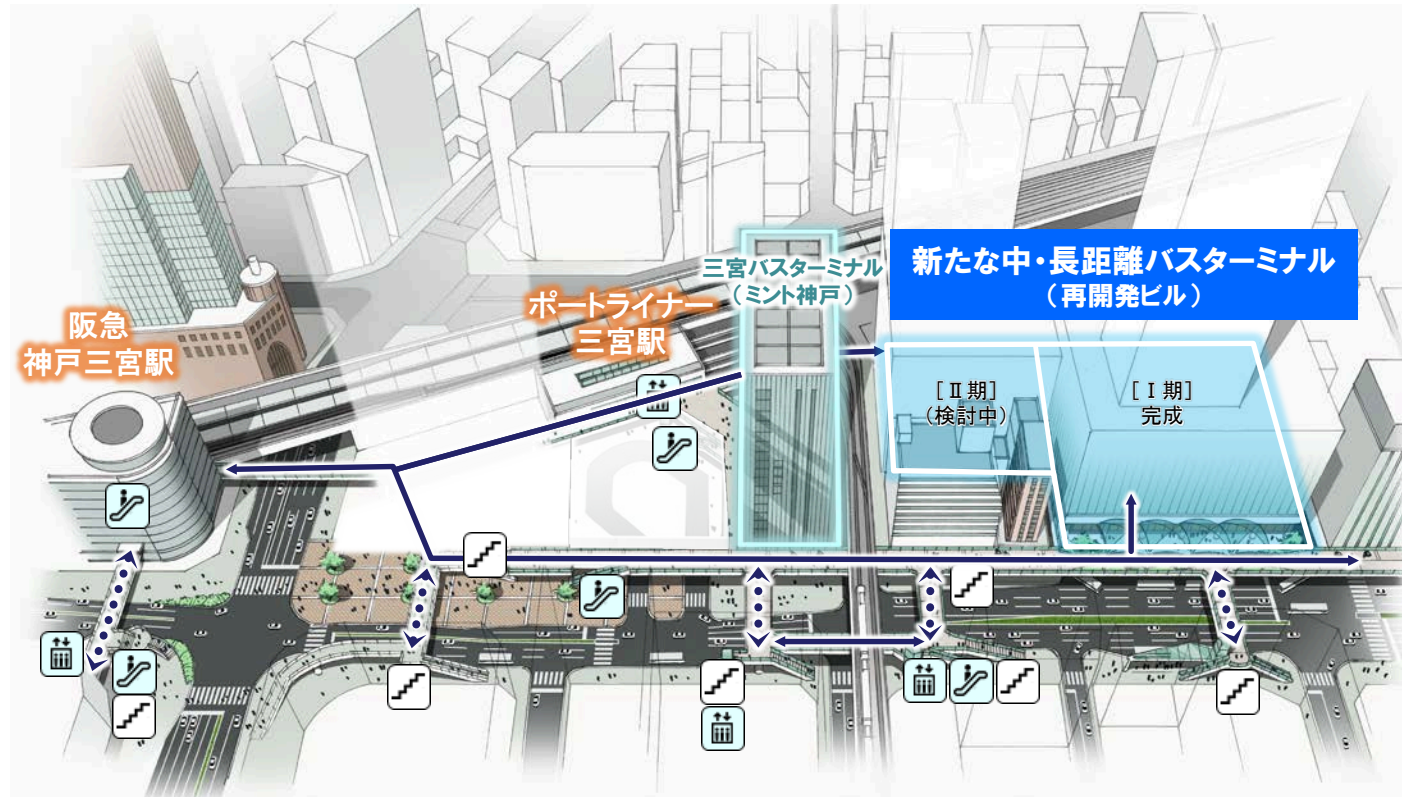 新たな中・長距離バスターミナル
（再開発ビル）
三宮バスターミナル
（ミント神戸）
ポートライナー
三宮駅
阪急
神戸三宮駅
［Ⅱ期］
（検討中）
［Ⅰ期］
完成